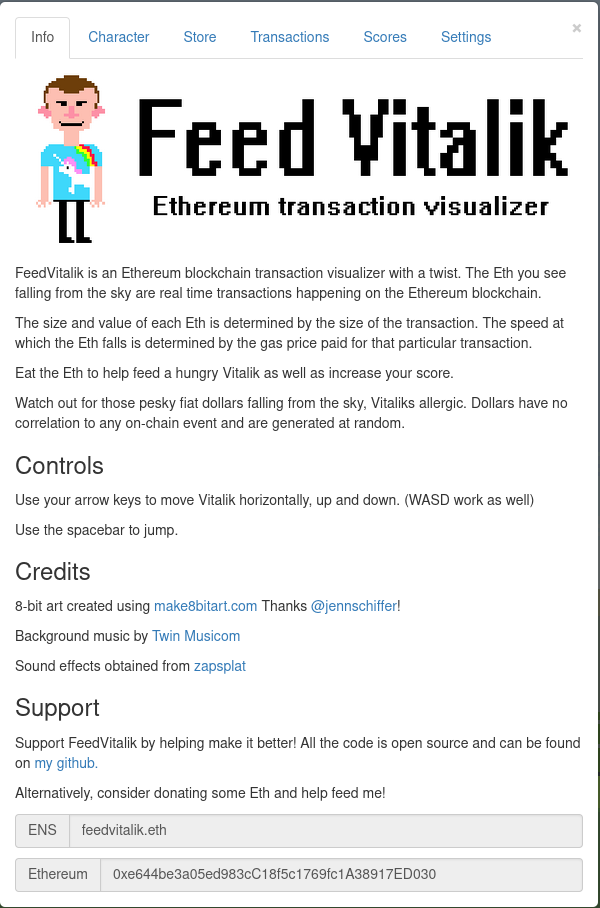 Info Character Store Transactions Scores Settings ×
Feed Vitalik
Ethereum transaction visualizer
FeedVitalik is an Ethereum blockchain transaction visualizer with a twist. The Eth you see
falling from the sky are real time transactions happening on the Ethereum blockchain.
The size and value of each Eth is determined by the size of the transaction. The speed at
which the Eth falls is determined by the gas price paid for that particular transaction.
Eat the Eth to help feed a hungry Vitalik as well as increase your score.
Watch out for those pesky fiat dollars falling from the sky, Vitaliks allergic. Dollars have no
correlation to any on-chain event and are generated at random.
Controls
Use your arrow keys to move Vitalik horizontally, up and down. (WASD work as well)
Use the spacebar to jump.
Credits
8-bit art created using make8bitart.com Thanks @jennschiffer!
Background music by Twin Musicom
Sound effects obtained from zapsplat
Support
Support FeedVitalik by helping make it better! All the code is open source and can be found
on my github.
Alternatively, consider donating some Eth and help feed me!
ENS feedvitalik.eth
Ethereum 0xe644be3a05ed983cC18f5c1769fc1A38917ED030